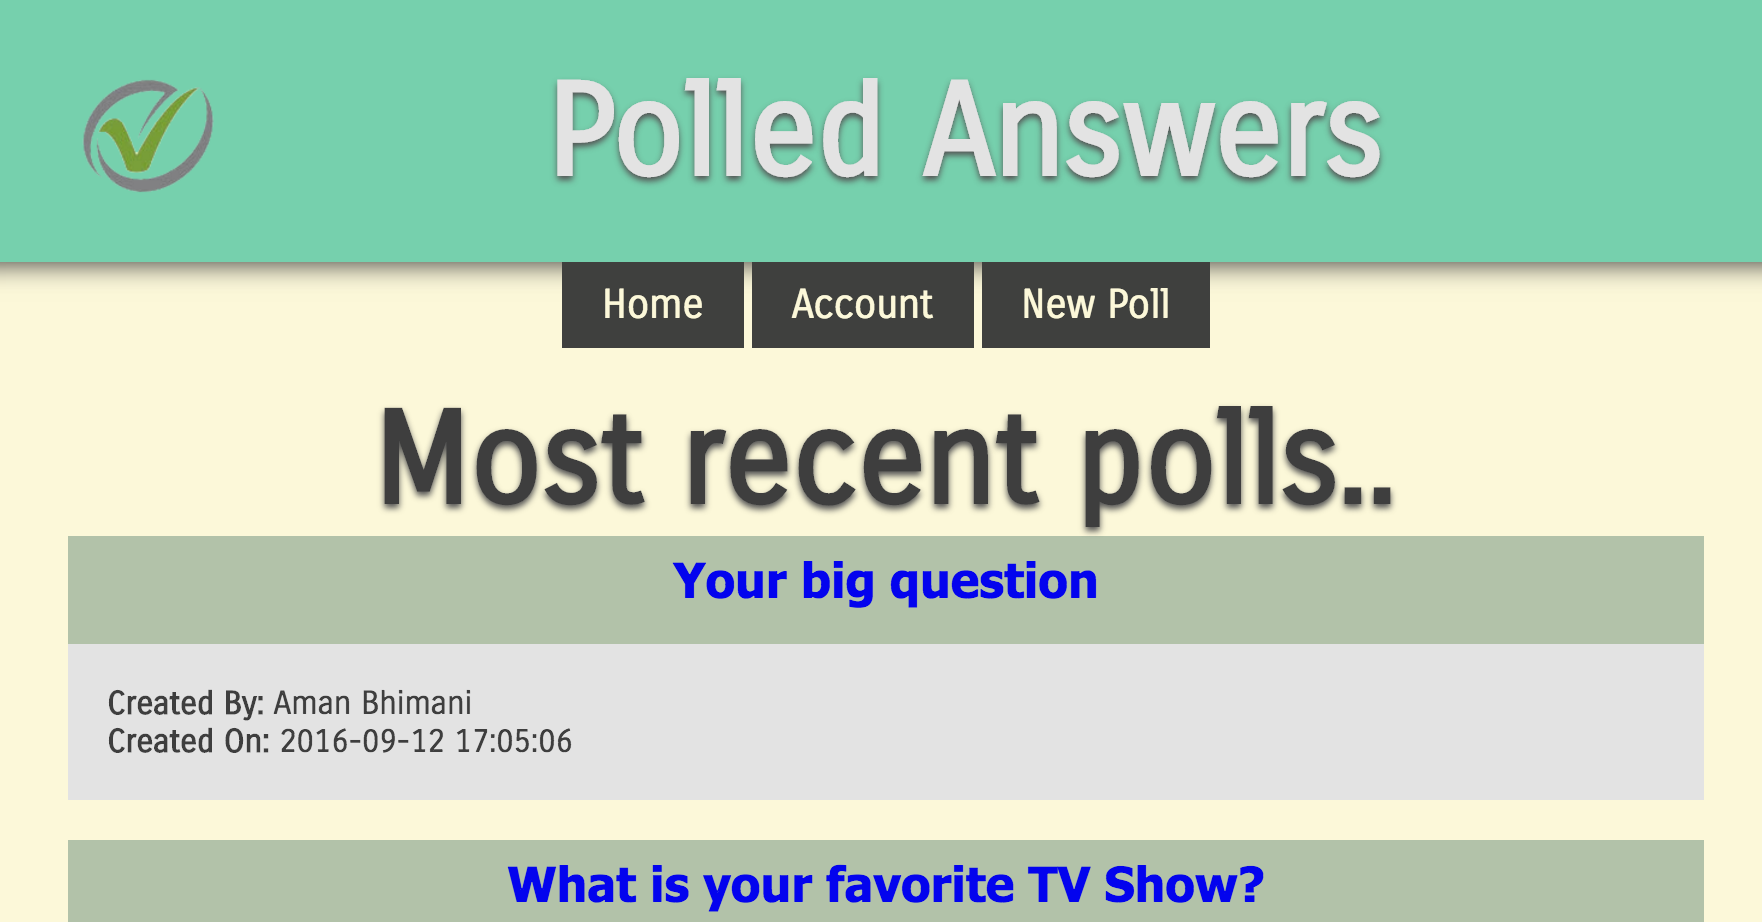 Polled Answers
Home Account New Poll
Most recent polls..
Your big question
Created By: Aman Bhimani
Created On: 2016-09-12 17:05:06
What is your favorite TV Show?